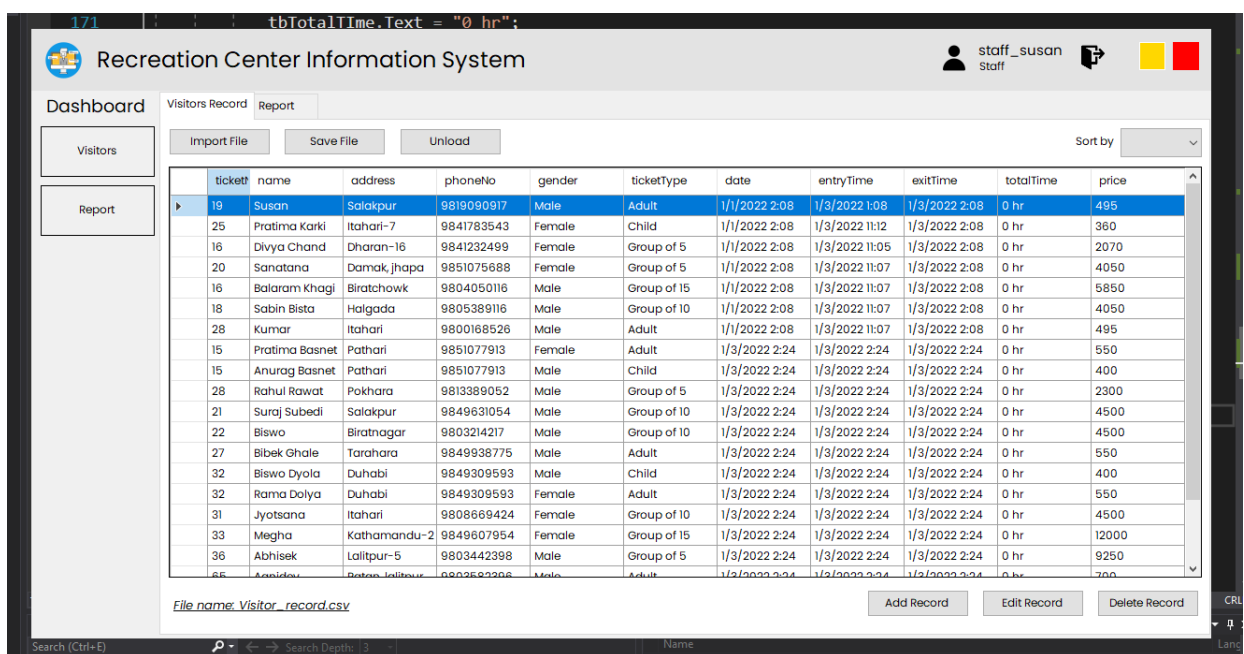 171 tbTotalTIme.Text = "0 hr";
Recreation Center Information System
staff_susan
Staff
Dashboard
Visitors
Report
Visitors Record Report
Import File Save File Unload Sort by
name address phoneNo gender ticketType date entryTime exitTime totalTime price
19 Susan Salakpur 9819090917 Male Adult 1/1/2022 2:08 1/3/2022 1:08 1/3/2022 2:08 0 hr 495
25 Pratima Karki Itahari-7 9841783543 Female Child 1/1/2022 2:08 1/3/2022 11:12 1/3/2022 2:08 0 hr 360
16 Divya Chand Dharan-16 9841232499 Female Group of 5 1/1/2022 2:08 1/3/2022 11:05 1/3/2022 2:08 0 hr 2070
20 Sanatana Damak, jhapa 9851075688 Female Group of 5 1/1/2022 2:08 1/3/2022 11:07 1/3/2022 2:08 0 hr 4050
16 Balaram Khagi Biratchowk 9804050116 Male Group of 15 1/1/2022 2:08 1/3/2022 11:07 1/3/2022 2:08 0 hr 5850
18 Sabin Bista Halgada 9805389116 Male Group of 10 1/1/2022 2:08 1/3/2022 11:07 1/3/2022 2:08 0 hr 4050
28 Kumar Itahari 9800168526 Male Adult 1/1/2022 2:08 1/3/2022 11:07 1/3/2022 2:08 0 hr 495
15 Pratima Basnet Pathari 9851077913 Female Adult 1/3/2022 2:24 1/3/2022 2:24 1/3/2022 2:24 0 hr 550
15 Anurag Basnet Pathari 9851077913 Male Child 1/3/2022 2:24 1/3/2022 2:24 1/3/2022 2:24 0 hr 400
28 Rahul Rawat Pokhara 9813389052 Male Group of 5 1/3/2022 2:24 1/3/2022 2:24 1/3/2022 2:24 0 hr 2300
21 Suraj Subedi Salakpur 9849631054 Male Group of 10 1/3/2022 2:24 1/3/2022 2:24 1/3/2022 2:24 0 hr 4500
22 Biswo Biratnagar 9803214217 Male Group of 10 1/3/2022 2:24 1/3/2022 2:24 1/3/2022 2:24 0 hr 4500
27 Bibek Ghale Tarahara 9849938775 Male Adult 1/3/2022 2:24 1/3/2022 2:24 1/3/2022 2:24 0 hr 550
32 Biswo Dyola Duhabi 9849309593 Male Child 1/3/2022 2:24 1/3/2022 2:24 1/3/2022 2:24 0 hr 400
32 Rama Dolya Duhabi 9849309593 Female Adult 1/3/2022 2:24 1/3/2022 2:24 1/3/2022 2:24 0 hr 550
31 Jyotsana Itahari 9808669424 Female Group of 10 1/3/2022 2:24 1/3/2022 2:24 1/3/2022 2:24 0 hr 4500
33 Megha Kathamandu-2 9849607954 Female Group of 15 1/3/2022 2:24 1/3/2022 2:24 1/3/2022 2:24 0 hr 12000
36 Abhisek Lalitpur-5 9803442398 Male Group of 5 1/3/2022 2:24 1/3/2022 2:24 1/3/2022 2:24 0 hr 9250
File name: Visitor_record.csv
Add Record Edit Record Delete Record
Search (Ctrl+E) Search Depth: 3 Name